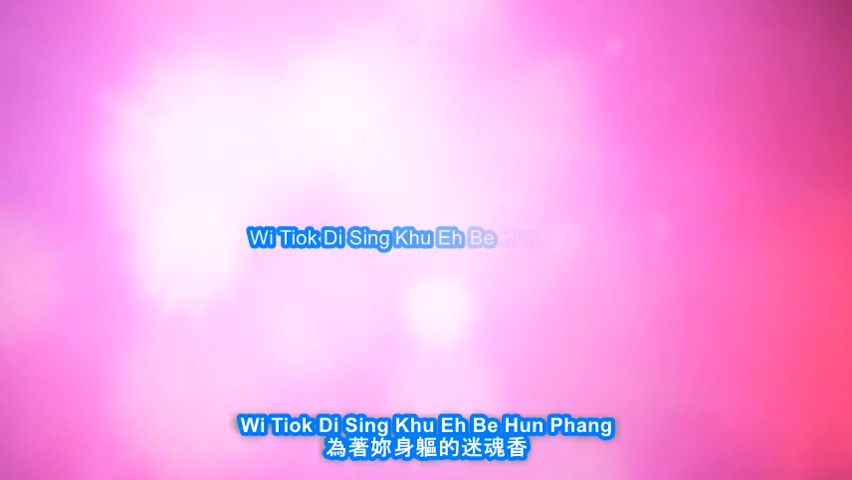 Wi Tiok Di Sing Khu Eh Be Hun
Wi Tiok Di Sing Khu Eh Be Hun Phang
為著妳身軀的迷魂香